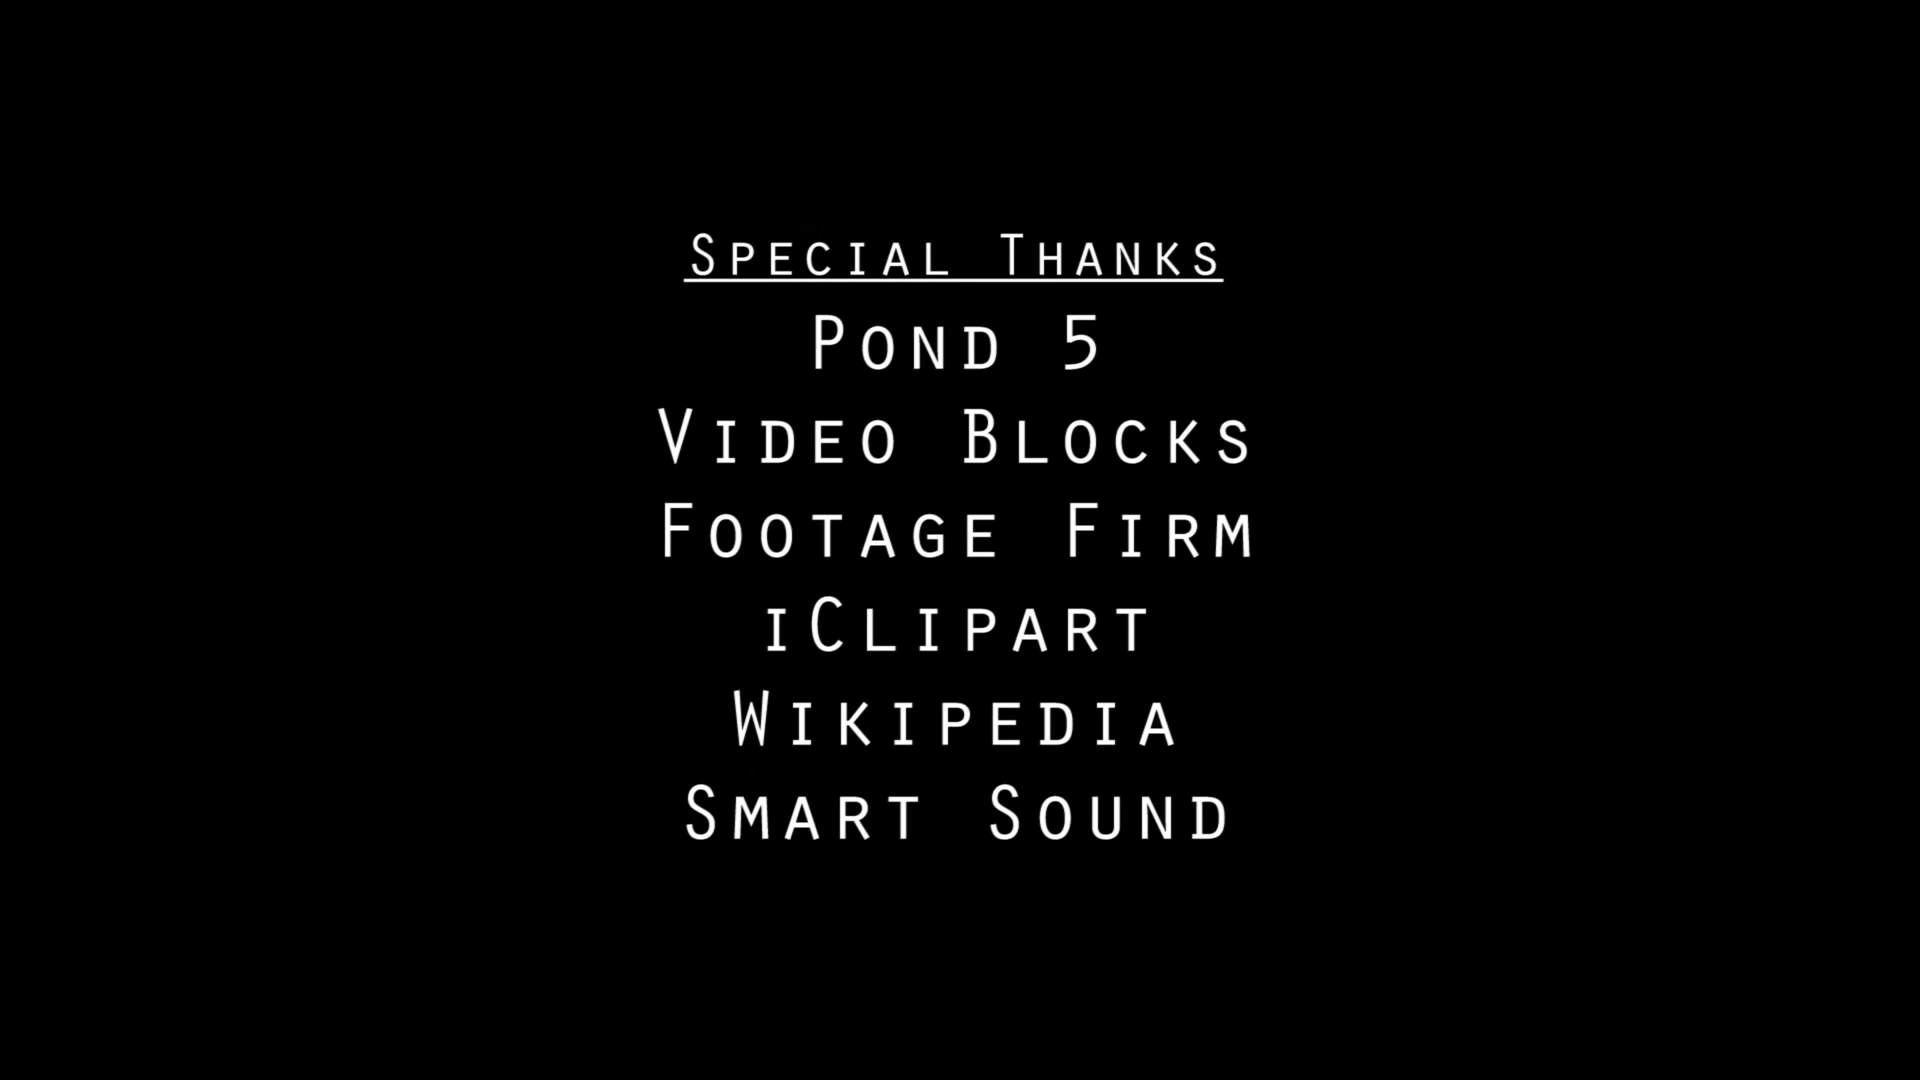 Special Thanks
Pond 5
Video Blocks
Footage Firm
iClipart
Wikipedia
Smart Sound